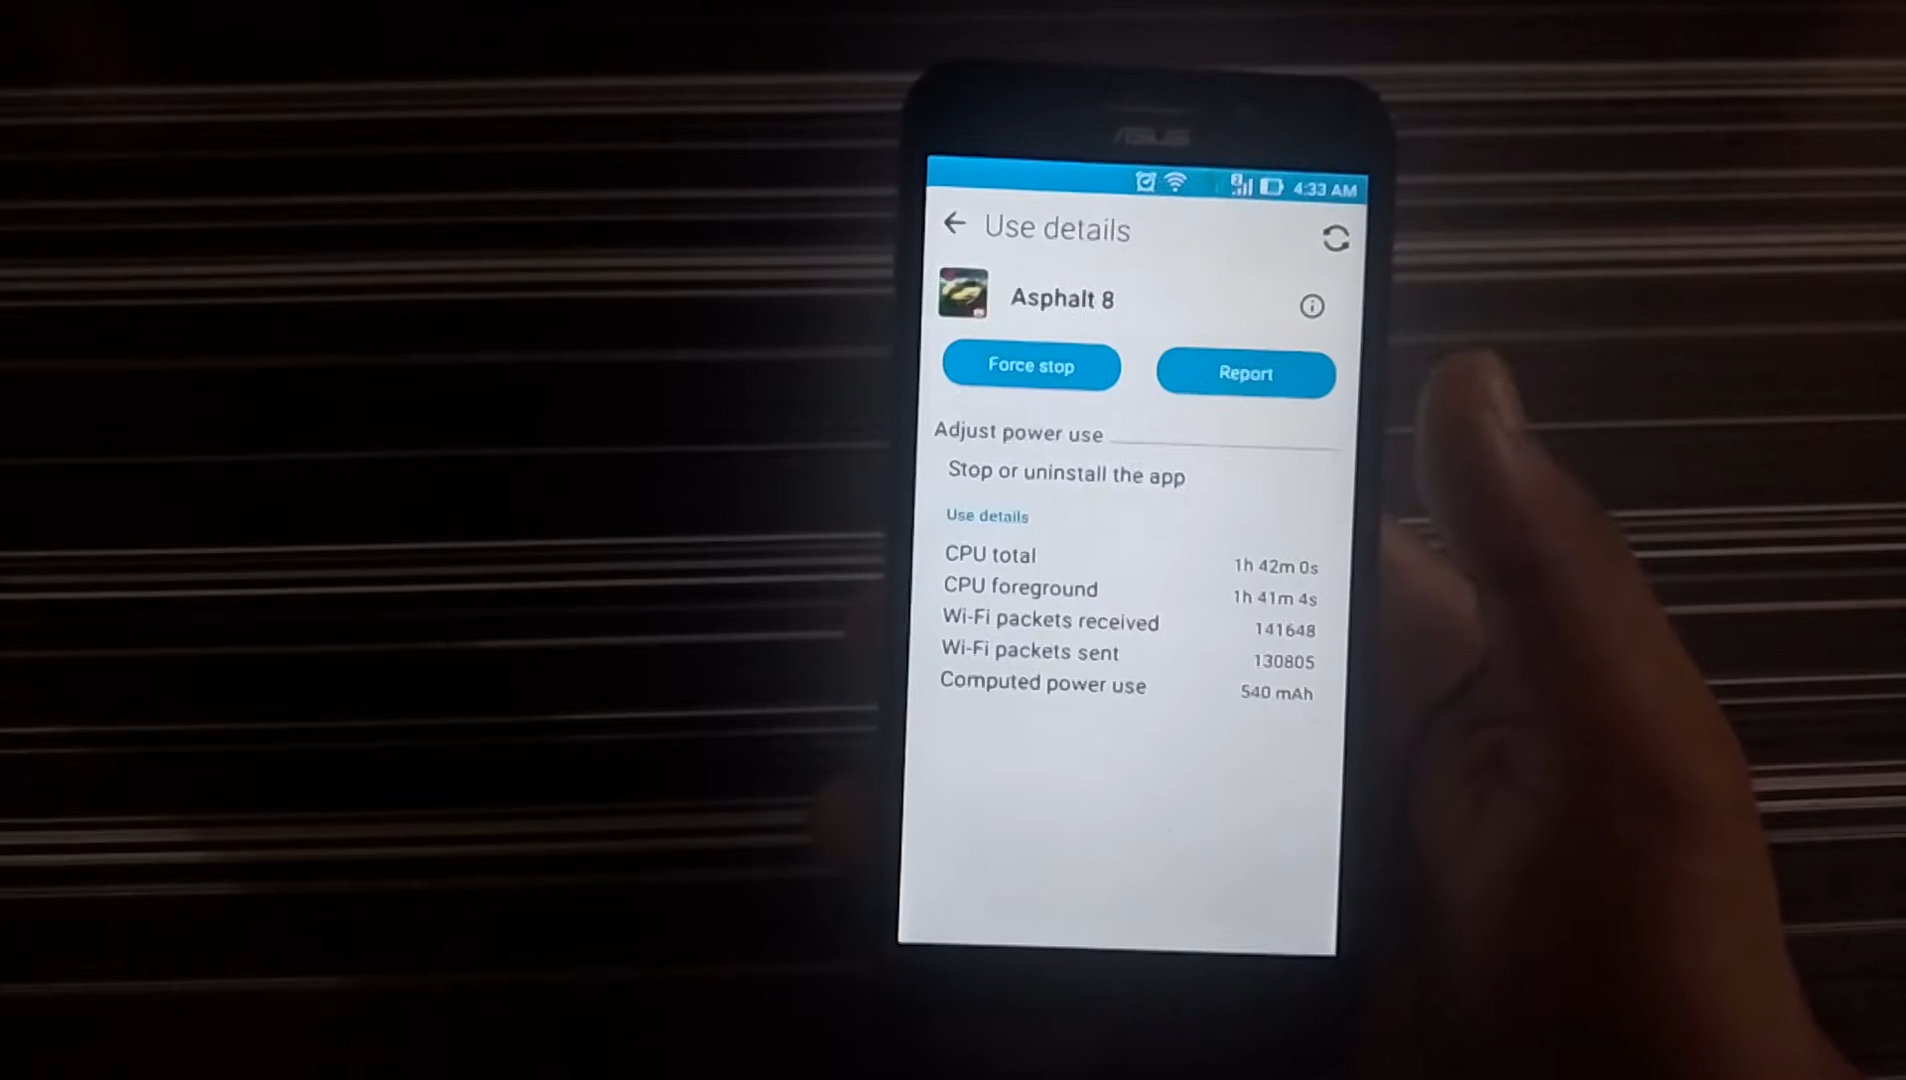 ASUS
2 4:33 AM
Use details
Asphalt 8
Force stop Report
Adjust power use
Stop or uninstall the app
Use details
CPU total 1h 42m 0s
CPU foreground 1h 41m 4s
Wi-Fi packets received 141648
Wi-Fi packets sent 130805
Computed power use 540 mAh